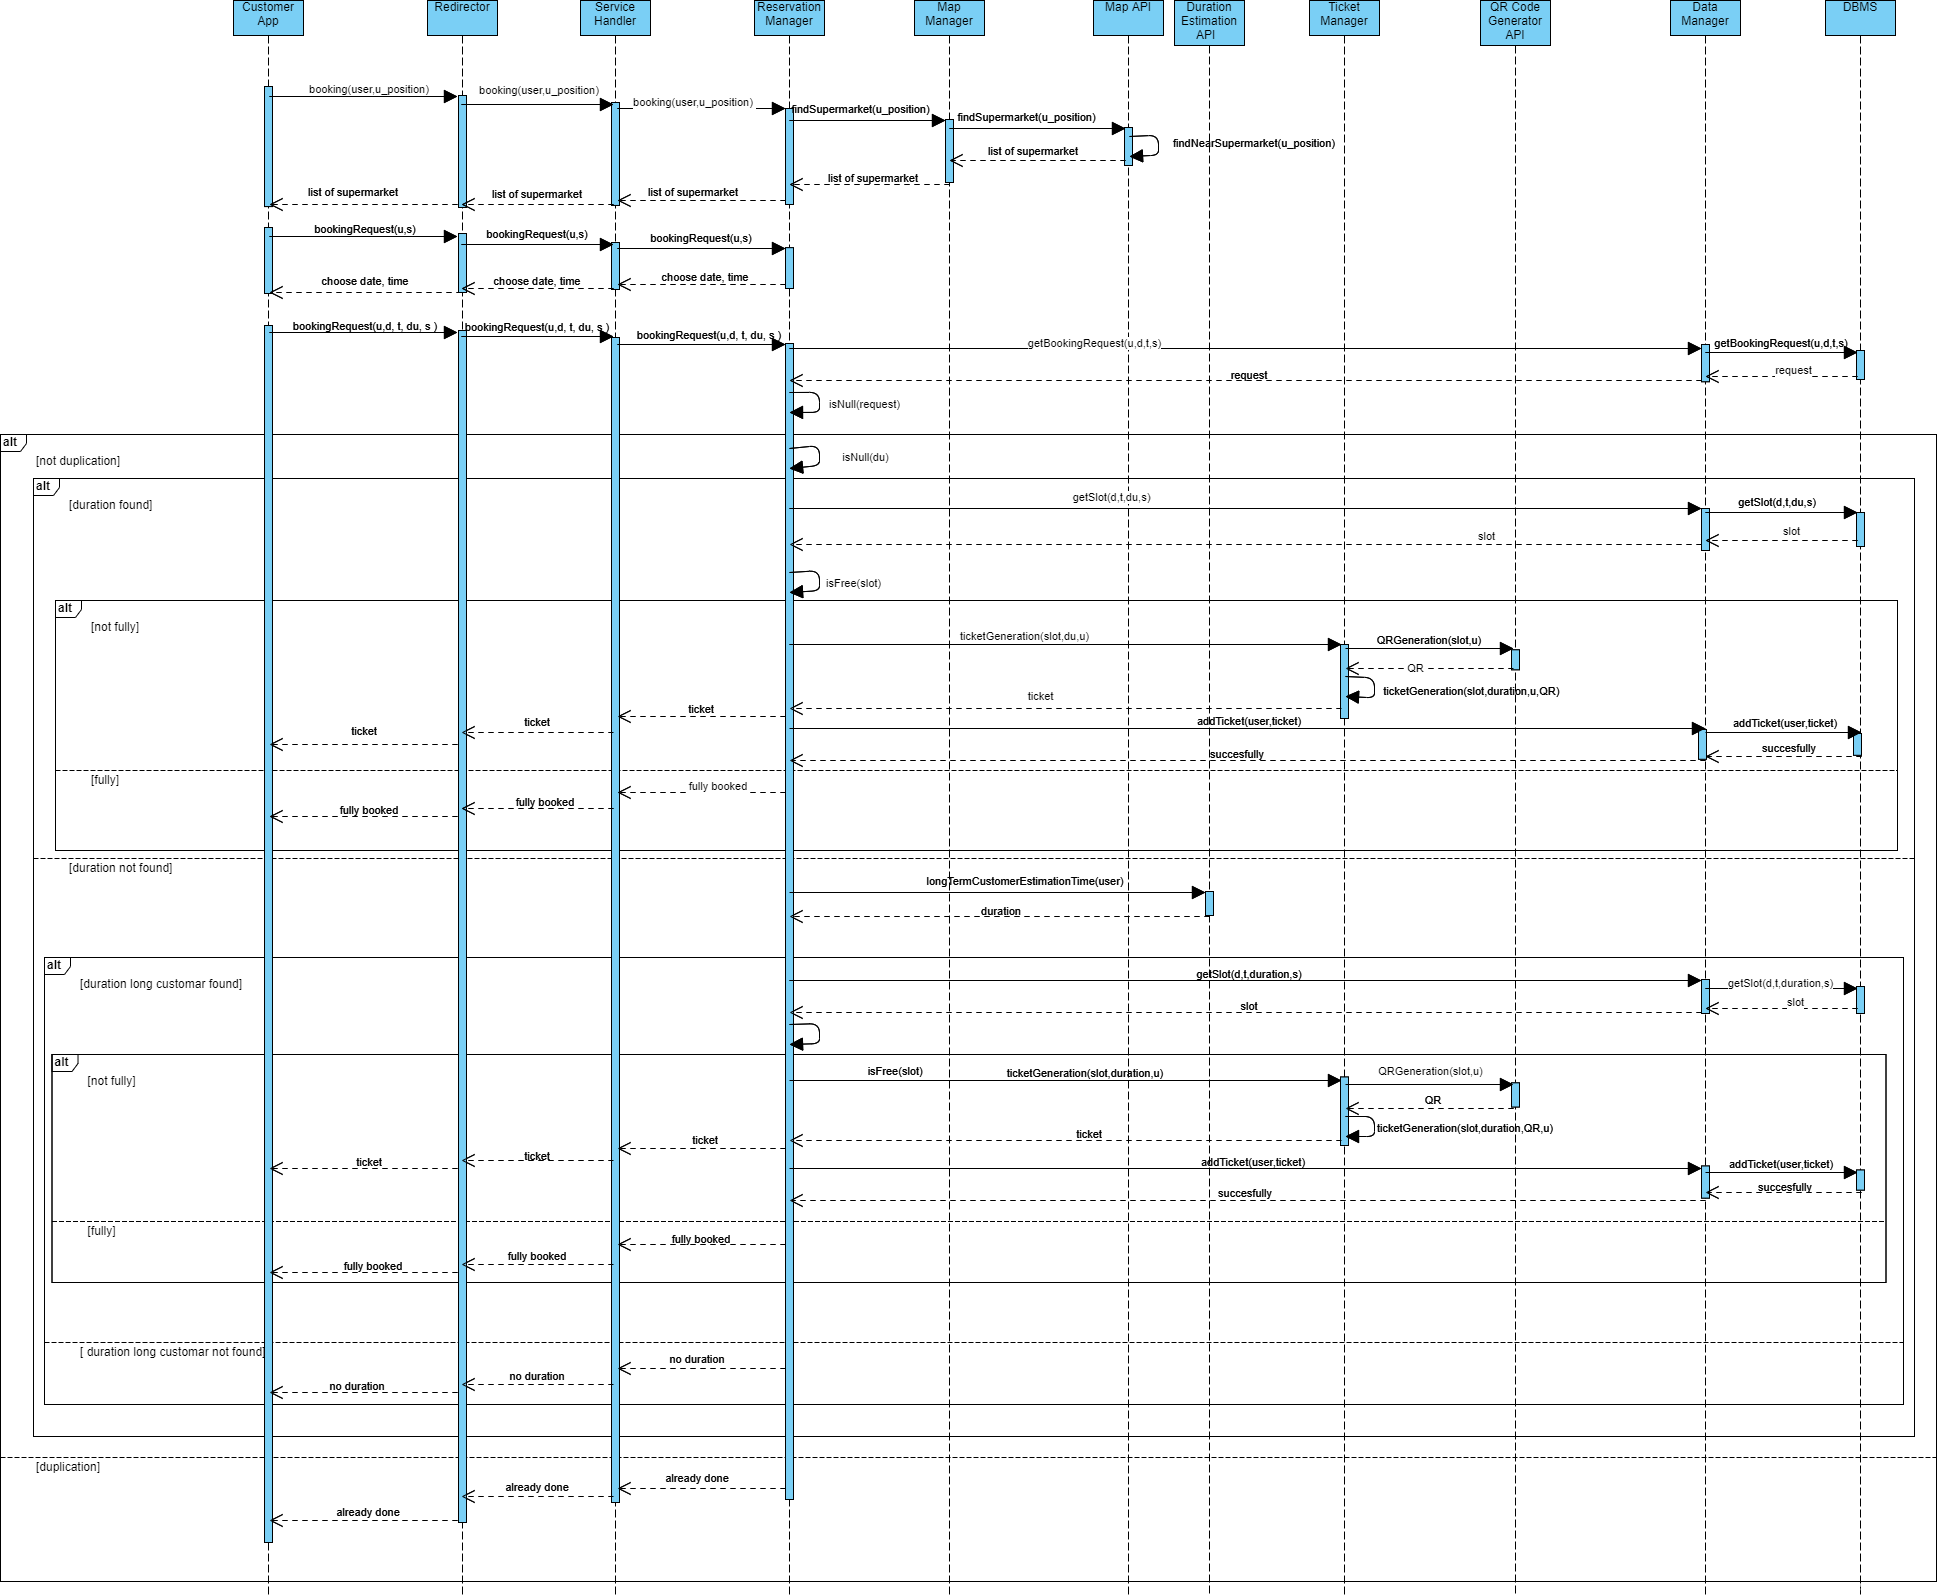 Customer
App
Redirector
Service
Handler
Reservation
Manager
Map
Manager
Map API
Duration
Estimation
API
Ticket
Manager
QR Code
Generator
API
Data
Manager
DBMS
booking(user,u_position)
booking(user,u_position)
booking(user,u_position)
findSupermarket(u_position)
findSupermarket(u_position)
findNearSupermarket(u_position)
list of supermarket
list of supermarket
list of supermarket
list of supermarket
list of supermarket
bookingRequest(u,s)
bookingRequest(u,s)
bookingRequest(u,s)
choose date, time
choose date, time
choose date, time
bookingRequest(u,d, t, du, s )
bookingRequest(u,d, t, du, s )
bookingRequest(u,d, t, du, s )
getBookingRequest(u,d,t,s)
getBookingRequest(u,d,t,s)
request
request
isNull(request)
alt
[not duplication]
isNull(du)
alt
[duration found]
getSlot(d,t,du,s)
getSlot(d,t,du,s)
slot
slot
isFree(slot)
alt
[not fully]
ticketGeneration(slot,du,u)
QRGeneration(slot,u)
QR
ticketGeneration(slot,duration,u,QR)
ticket
ticket
ticket
ticket
addTicket(user,ticket)
addTicket(user,ticket)
succesfully
succesfully
[fully]
fully booked
fully booked
fully booked
[duration not found]
longTermCustomerEstimationTime(user)
duration
alt
[duration long customar found]
getSlot(d,t,duration,s)
getSlot(d,t,duration,s)
slot
slot
alt
[not fully]
isFree(slot)
ticketGeneration(slot,duration,u)
QRGeneration(slot,u)
QR
ticketGeneration(slot,duration,QR,u)
ticket
ticket
ticket
ticket
addTicket(user,ticket)
addTicket(user,ticket)
succesfully
succesfully
[fully]
fully booked
fully booked
fully booked
[ duration long customar not found]
no duration
no duration
no duration
[duplication]
already done
already done
already done